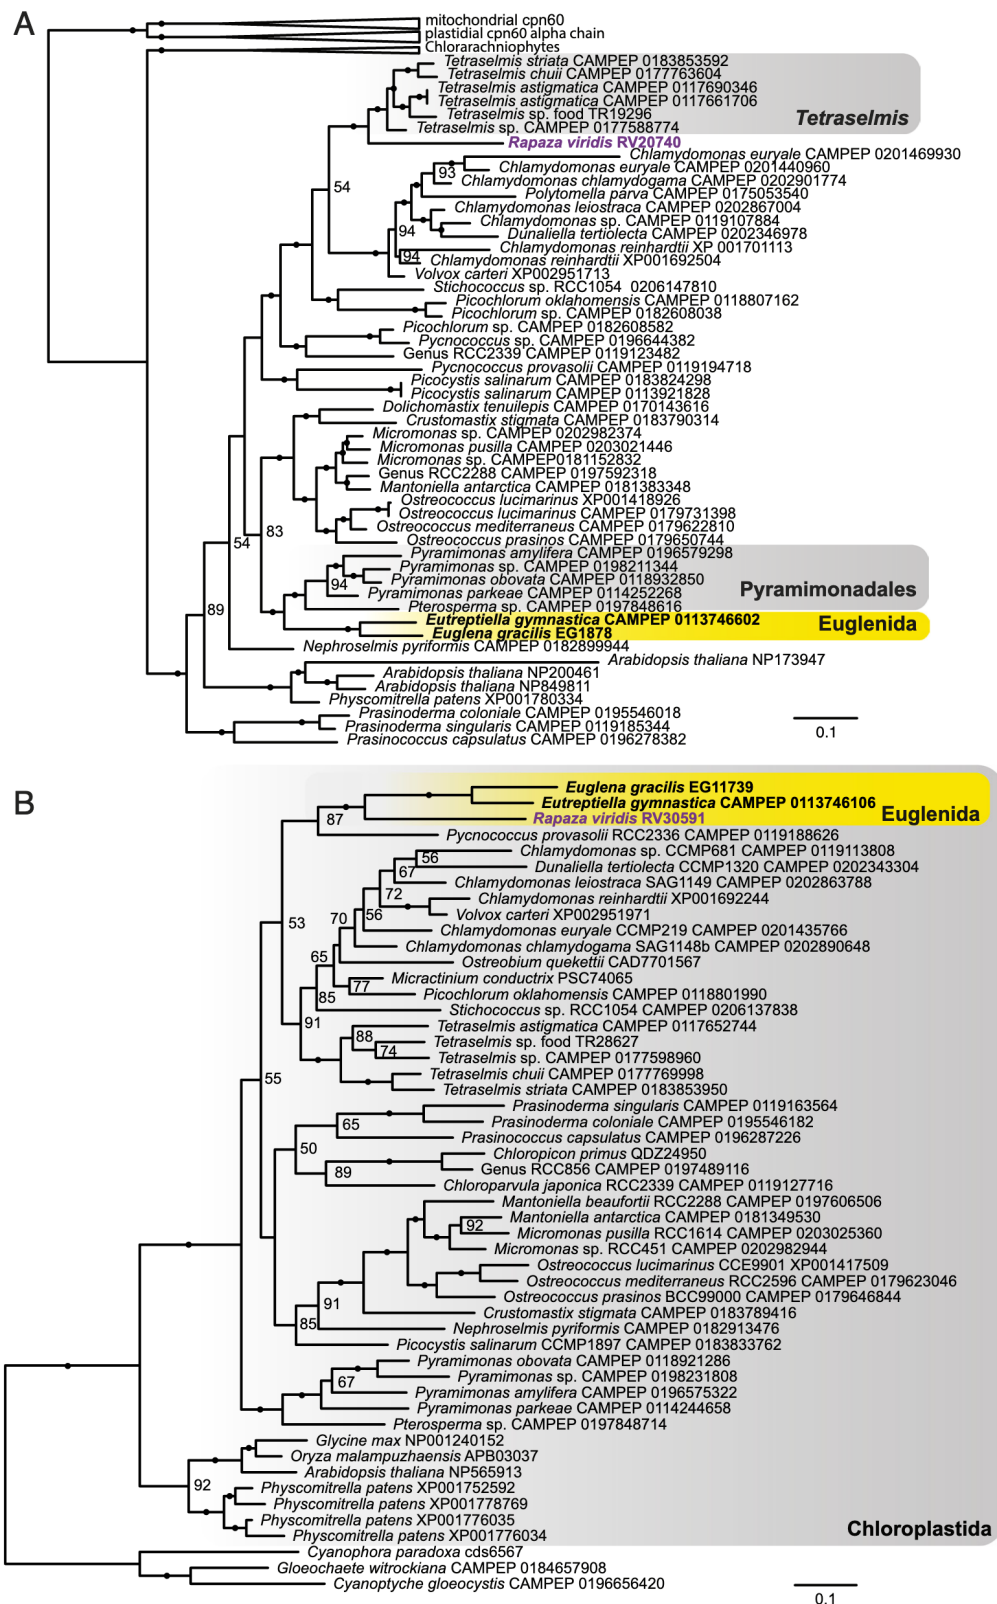 A
mitochondrial cpn60
plastidial cpn60 alpha chain
Chlorarachniophytes
Tetraselmis striata CAMPEP 0183853592
Tetraselmis chuii CAMPEP 0177763604
Tetraselmis astigmatica CAMPEP 0117690346
Tetraselmis astigmatica CAMPEP 0117661706
Tetraselmis sp. food TR19296
Tetraselmis
Tetraselmis sp. CAMPEP 0177588774
Rapaza viridis RV20740
Chlamydomonas euryale CAMPEP 0201469930
Chlamydomonas euryale CAMPEP 0201440960
93
Chlamydomonas chlamydogama CAMPEP 0202901774
54
Polytomella parva CAMPEP 0175053540
Chlamydomonas leiostraca CAMPEP 0202867004
Chlamydomonas sp. CAMPEP 0119107884
94
Dunaliella tertiolecta CAMPEP 0202346978
Chlamydomonas reinhardtii XP 001701113
94
Chlamydomonas reinhardtii XP001692504
Volvox carteri XP002951713
Stichococcus sp. RCC1054 0206147810
Picochlorum oklahomensis CAMPEP 0118807162
Picochlorum sp. CAMPEP 0182608038
Picochlorum sp. CAMPEP 0182608582
Pycnococcus sp. CAMPEP 0196644382
Genus RCC2339 CAMPEP 0119123482
Pycnococcus provasolii CAMPEP 0119194718
Picocystis salinarum CAMPEP 0183824298
Picocystis salinarum CAMPEP 0113921828
Dolichomastix tenuilepis CAMPEP 0170143616
Crustomastix stigmata CAMPEP 0183790314
Micromonas sp. CAMPEP 0202982374
Micromonas pusilla CAMPEP 0203021446
Micromonas sp. CAMPEP0181152832
Genus RCC2288 CAMPEP 0197592318
Mantoniella antarctica CAMPEP 0181383348
Ostreococcus lucimarinus XP001418926
Ostreococcus lucimarinus CAMPEP 0179731398
Ostreococcus mediterraneus CAMPEP 0179622810
54
83
Ostreococcus prasinos CAMPEP 0179650744
Pyramimonas amylifera CAMPEP 0196579298
Pyramimonas sp. CAMPEP 0198211344
94
Pyramimonas obovata CAMPEP 0118932850
Pyramimonadales
Pyramimonas parkeae CAMPEP 0114252268
89
Pterosperma sp. CAMPEP 0197848616
Eutreptiella gymnastica CAMPEP 0113746602
Euglenida
Euglena gracilis EG1878
Nephroselmis pyriformis CAMPEP 0182899944
Arabidopsis thaliana NP173947
Arabidopsis thaliana NP200461
Arabidopsis thaliana NP849811
Physcomitrella patens XP001780334
Prasinoderma coloniale CAMPEP 0195546018
Prasinoderma singularis CAMPEP 0119185344
Prasinococcus capsulatus CAMPEP 0196278382
0.1
B
Euglena gracilis EG11739
Eutreptiella gymnastica CAMPEP 0113746106
Euglenida
87
Rapaza viridis RV30591
Pycnococcus provasolii RCC2336 CAMPEP 0119188626
Chlamydomonas sp. CCMP681 CAMPEP 0119113808
56
Dunaliella tertiolecta CCMP1320 CAMPEP 0202343304
67
Chlamydomonas leiostraca SAG1149 CAMPEP 0202863788
72
Chlamydomonas reinhardtii XP001692244
56
Volvox carteri XP002951971
70
53
Chlamydomonas euryale CCMP219 CAMPEP 0201435766
Chlamydomonas chlamydogama SAG1148b CAMPEP 0202890648
65
Ostreobium quekettii CAD7701567
Micractinium conductrix PSC74065
77
85
Picochlorum oklahomensis CAMPEP 0118801990
Stichococcus sp. RCC1054 CAMPEP 0206137838
91
Tetraselmis astigmatica CAMPEP 0117652744
88
Tetraselmis sp. food TR28627
74
Tetraselmis sp. CAMPEP 0177598960
Tetraselmis chuii CAMPEP 0177769998
55
Tetraselmis striata CAMPEP 0183853950
Prasinoderma singularis CAMPEP 0119163564
65
Prasinoderma coloniale CAMPEP 0195546182
Prasinococcus capsulatus CAMPEP 0196287226
50
Chloropicon primus QDZ24950
89
Genus RCC856 CAMPEP 0197489116
Chloroparvula japonica RCC2339 CAMPEP 0119127716
Mantoniella beaufortii RCC2288 CAMPEP 0197606506
Mantoniella antarctica CAMPEP 0181349530
92
Micromonas pusilla RCC1614 CAMPEP 0203025360
Micromonas sp. RCC451 CAMPEP 0202982944
Ostreococcus lucimarinus CCE9901 XP001417509
Ostreococcus mediterraneus RCC2596 CAMPEP 0179623046
91
Ostreococcus prasinos BCC99000 CAMPEP 0179646844
Crustomastix stigmata CAMPEP 0183789416
85
Nephroselmis pyriformis CAMPEP 0182913476
Picocystis salinarum CCMP1897 CAMPEP 0183833762
Pyramimonas obovata CAMPEP 0118921286
67
Pyramimonas sp. CAMPEP 0198231808
Pyramimonas amylifera CAMPEP 0196575322
Pyramimonas parkeae CAMPEP 0114244658
Pterosperma sp. CAMPEP 0197848714
Glycine max NP001240152
Oryza malampuzhaensis APB03037
Arabidopsis thaliana NP565913
92
Physcomitrella patens XP001752592
Physcomitrella patens XP001778769
Physcomitrella patens XP001776035
Chloroplastida
Physcomitrella patens XP001776034
Cyanophora paradoxa cds6567
Gloeochaete witrockiana CAMPEP 0184657908
Cyanoptyche gloeocystis CAMPEP 0196656420
0.1